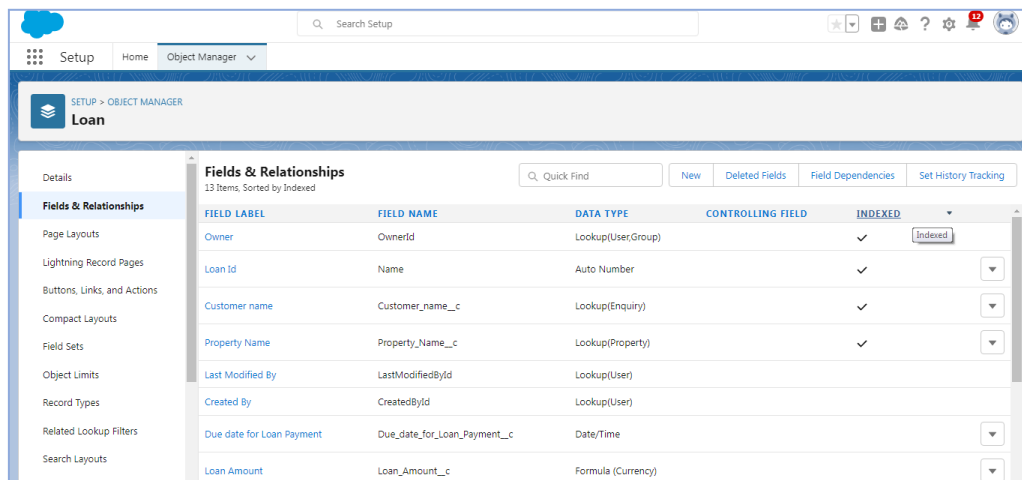 Search Setup
12
Setup Home Object Manager
SETUP > OBJECT MANAGER
Loan
Details
Fields & Relationships
Page Layouts
Lightning Record Pages
Buttons, Links, and Actions
Compact Layouts
Field Sets
Object Limits
Record Types
Related Lookup Filters
Search Layouts
Fields & Relationships
13 Items, Sorted by Indexed
Quick Find New Deleted Fields Field Dependencies Set History Tracking
FIELD LABEL FIELD NAME DATA TYPE CONTROLLING FIELD INDEXED
Owner OwnerId Lookup(User,Group)
Indexed
Loan Id Name Auto Number
Customer name Customer_name__c Lookup(Enquiry)
Property Name Property_Name__c Lookup(Property)
Last Modified By LastModifiedById Lookup(User)
Created By CreatedById Lookup(User)
Due date for Loan Payment Due_date_for_Loan_Payment__c Date/Time
Loan Amount Loan_Amount__c Formula (Currency)